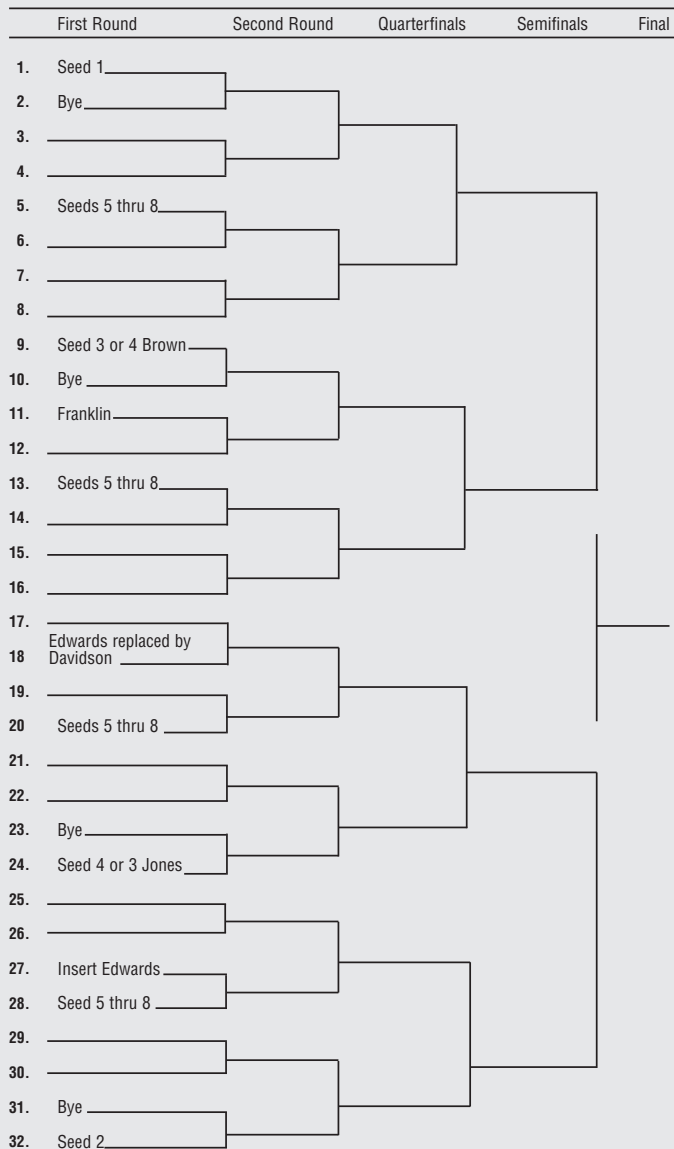 First Round Second Round Quarterfinals Semifinals Final
1. Seed 1
2. Bye
3.
4.
5. Seeds 5 thru 8
6.
7.
8.
9. Seed 3 or 4 Brown
10. Bye
11. Franklin
12.
13. Seeds 5 thru 8
14.
15.
16.
17.
Edwards replaced by
18 Davidson
19.
20 Seeds 5 thru 8
21.
22.
23. Bye
24. Seed 4 or 3 Jones
25.
26.
27. Insert Edwards
28. Seed 5 thru 8
29.
30.
31. Bye
32. Seed 2